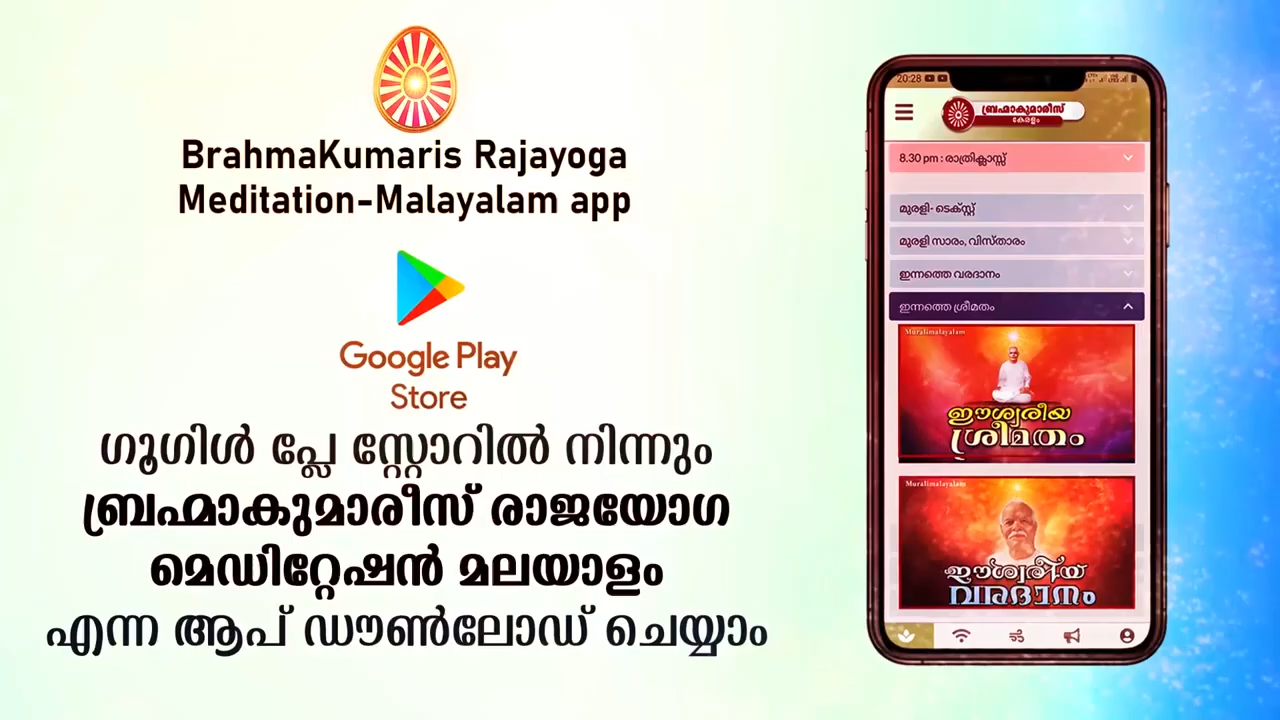 BrahmaKumaris Rajayoga
Meditation-Malayalam app
Google Play
Store
ഗൂഗിൾ പ്ലേ സ്റ്റോറിൽ നിന്നും
ബ്രഹ്മാകുമാരീസ് രാജയോഗ
മെഡിറ്റേഷൻ മലയാളം
എന്ന ആപ് ഡൗൺലോഡ് ചെയ്യാം
20:28
ബ്രഹ്മാകുമാരീസ്
കേരളം
8.30 pm : രാത്രിക്ലാസ്സ്
മുരളി- ടെക്സ്റ്റ്
മുരളി സാരം, വിസ്താരം
ഇന്നത്തെ വരദാനം
ഇന്നത്തെ ശ്രീമതം
Muralimalayalam
ഈശ്വരീയ
ശ്രീമതം
Muralimalayalam
ഈശ്വരീയ
വരദാനം